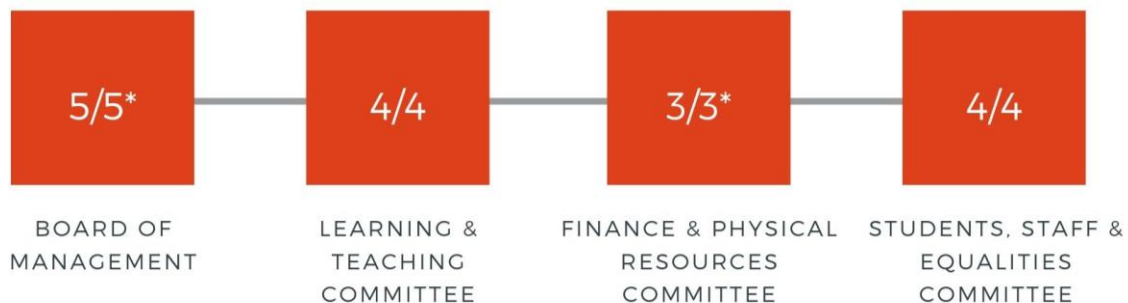 5/5*
4/4
3/3*
4/4
BOARD OF
MANAGEMENT
LEARNING &
TEACHING
COMMITTEE
FINANCE & PHYSICAL
RESOURCES
COMMITTEE
STUDENTS, STAFF &
EQUALITIES
COMMITTEE